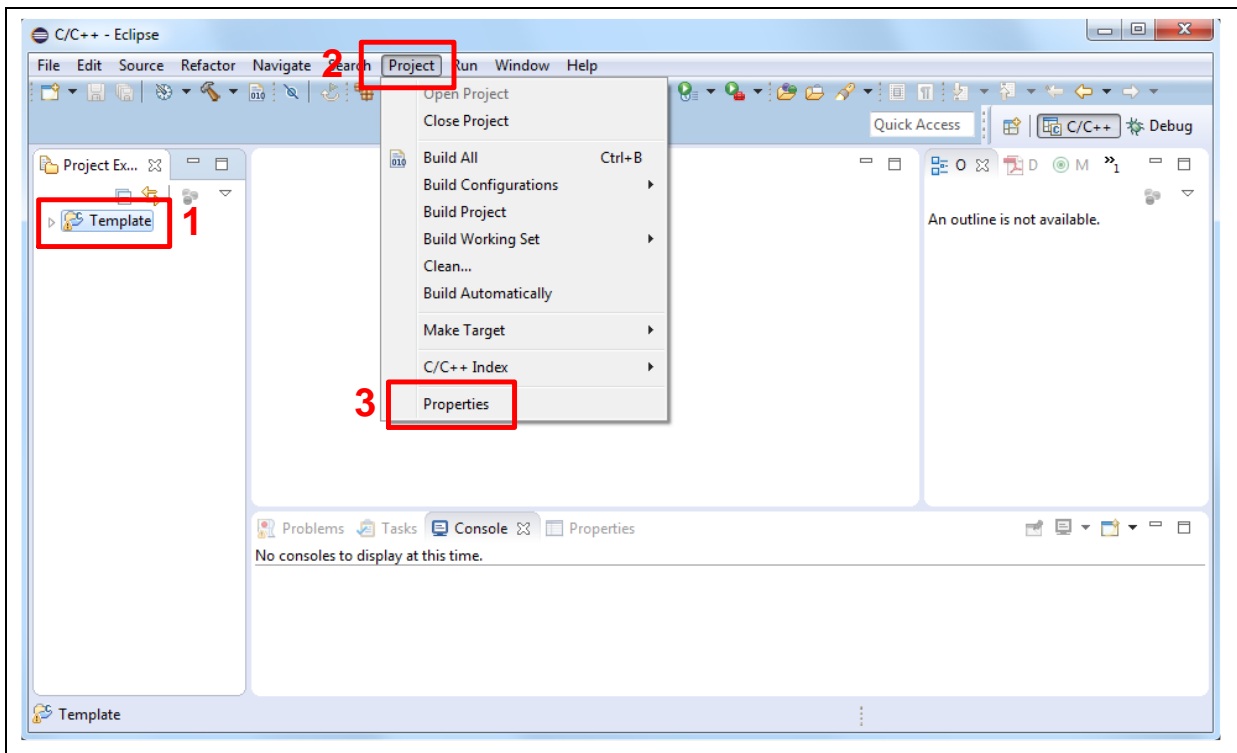 C/C++ - Eclipse
2
File Edit Source Refactor Navigate Search Project Run Window Help
Open Project
Close Project
Quick Access
C/C++
Debug
Project Ex...
Build All Ctrl+B
O
D
M
»1
Build Configurations
Template
1
Build Project
An outline is not available.
Build Working Set
Clean...
Build Automatically
Make Target
C/C++ Index
3
Properties
Problems Tasks Console Properties
No consoles to display at this time.
Template